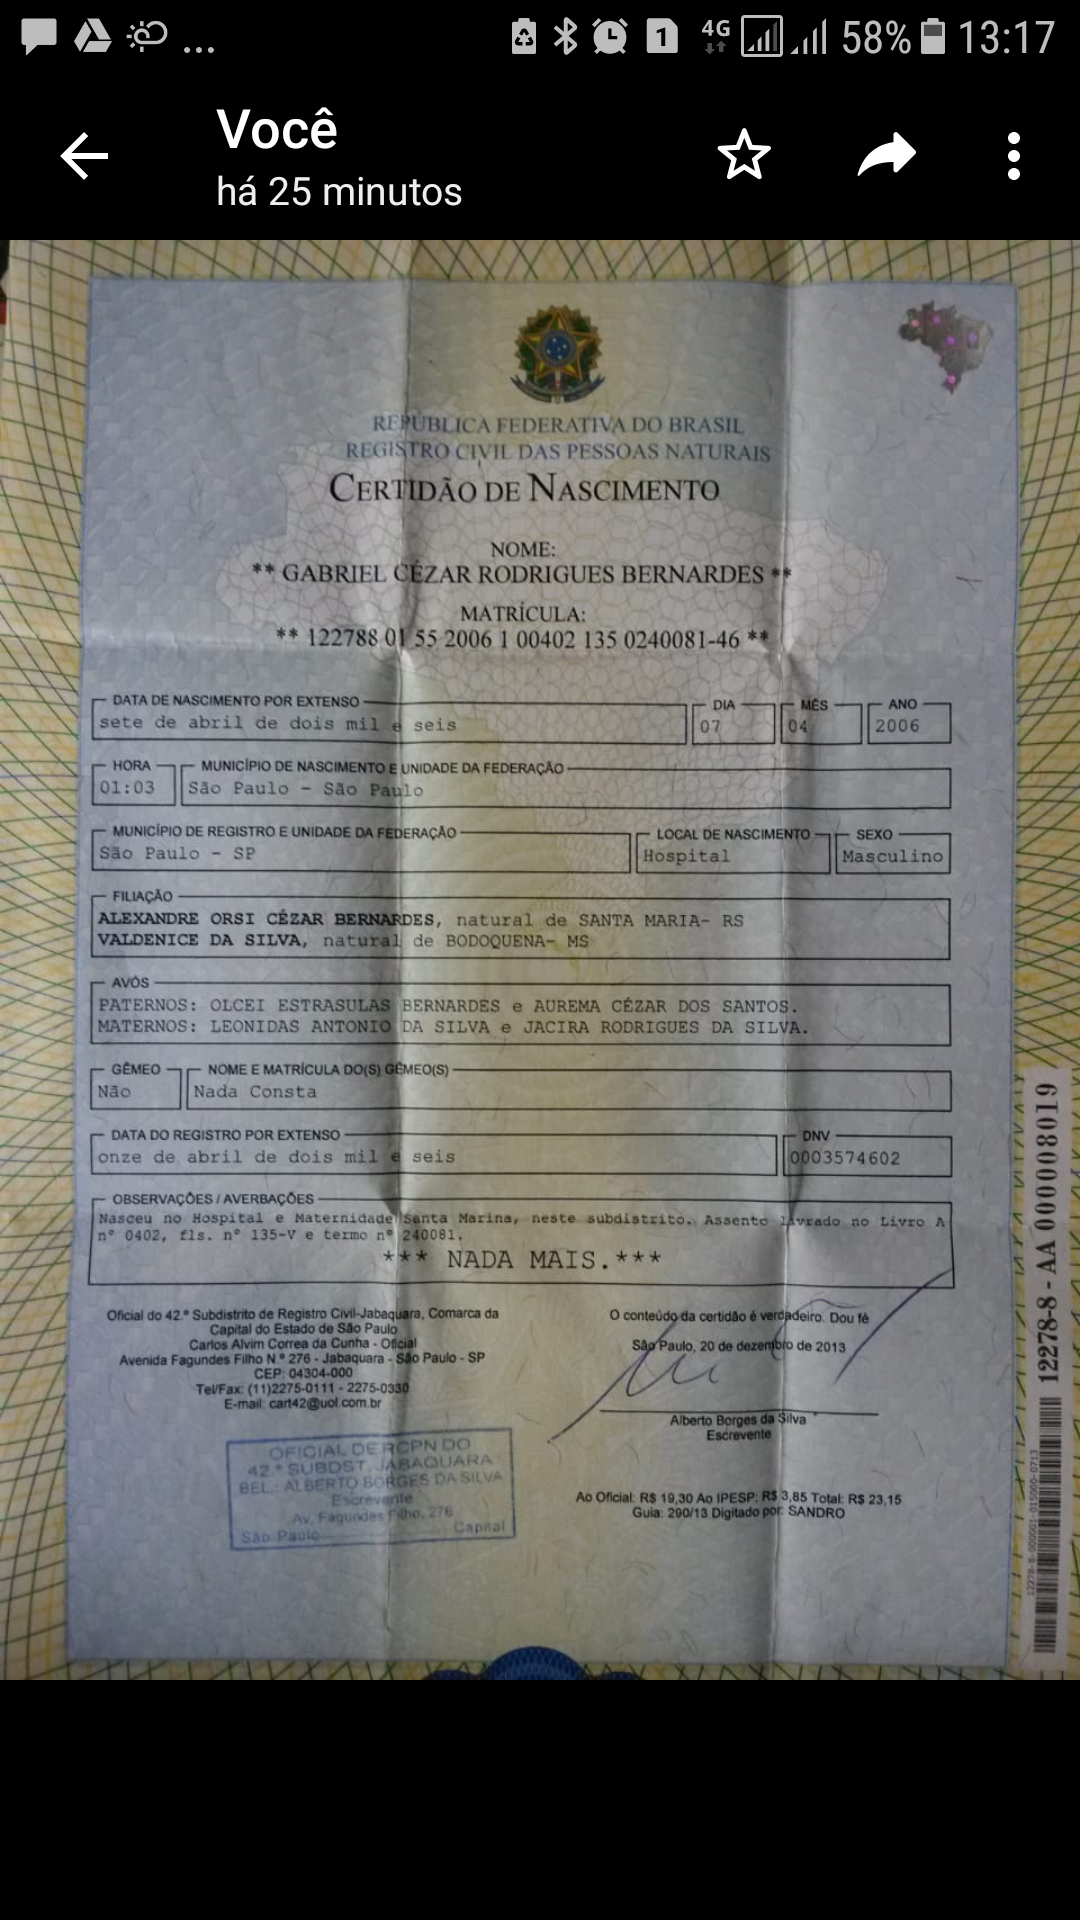 4G 58% 13:17
Você
há 25 minutos
REPÚBLICA FEDERATIVA DO BRASIL
REGISTRO CIVIL DAS PESSOAS NATURAIS
CERTIDÃO DE NASCIMENTO
NOME:
** GABRIEL CÉZAR RODRIGUES BERNARDES **
MATRÍCULA:
** 122788 01 55 2006 1 00402 135 0240081-46 **
DATA DE NASCIMENTO POR EXTENSO DIA MÊS ANO
sete de abril de dois mil e seis 07 04 2006
HORA MUNICÍPIO DE NASCIMENTO E UNIDADE DA FEDERAÇÃO
01:03 São Paulo - São Paulo
MUNICÍPIO DE REGISTRO E UNIDADE DA FEDERAÇÃO LOCAL DE NASCIMENTO SEXO
São Paulo - SP Hospital Masculino
FILIAÇÃO
ALEXANDRE ORSI CÉZAR BERNARDES, natural de SANTA MARIA- RS
VALDENICE DA SILVA, natural de BODOQUENA- MS
AVÓS
PATERNOS: OLCEI ESTRASULAS BERNARDES e AUREMA CÉZAR DOS SANTOS.
MATERNOS: LEONIDAS ANTONIO DA SILVA e JACIRA RODRIGUES DA SILVA.
GÊMEO NOME E MATRÍCULA DO(S) GÊMEO(S)
Não Nada Consta
DATA DO REGISTRO POR EXTENSO DNV
onze de abril de dois mil e seis 0003574602
OBSERVAÇÕES / AVERBAÇÕES
Nasceu no Hospital e Maternidade Santa Marina, neste subdistrito. Assento lavrado no Livro A
nº 0402, fls. nº 135-V e termo nº 240081.
*** NADA MAIS.***
Oficial do 42.º Subdistrito de Registro Civil-Jabaquara, Comarca da
Capital do Estado de São Paulo
Carlos Alvim Correa da Cunha - Oficial
Avenida Fagundes Filho N.º 276 - Jabaquara - São Paulo - SP
CEP: 04304-000
Tel/Fax: (11)2275-0111 - 2275-0330
E-mail: cart42@uol.com.br
O conteúdo da certidão é verdadeiro. Dou fé
São Paulo, 20 de dezembro de 2013
Alberto Borges da Silva
Escrevente
OFICIAL DE RCPN DO
42.º SUBDST. JABAQUARA
BEL.: ALBERTO BORGES DA SILVA
Escrevente
Av. Fagundes Filho, 276
São Paulo Capital
Ao Oficial: R$ 19,30 Ao IPESP: R$ 3,85 Total: R$ 23,15
Guia: 290/13 Digitado por: SANDRO
12278-8 - AA 000008019
12278-8-000001-015000-0713